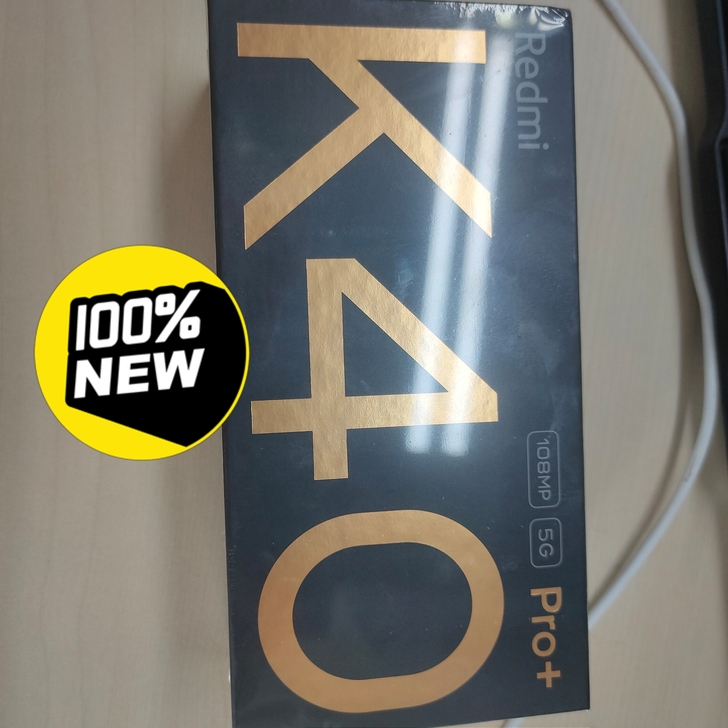 Redmi
K40
108MP
5G
Pro+
100%
NEW